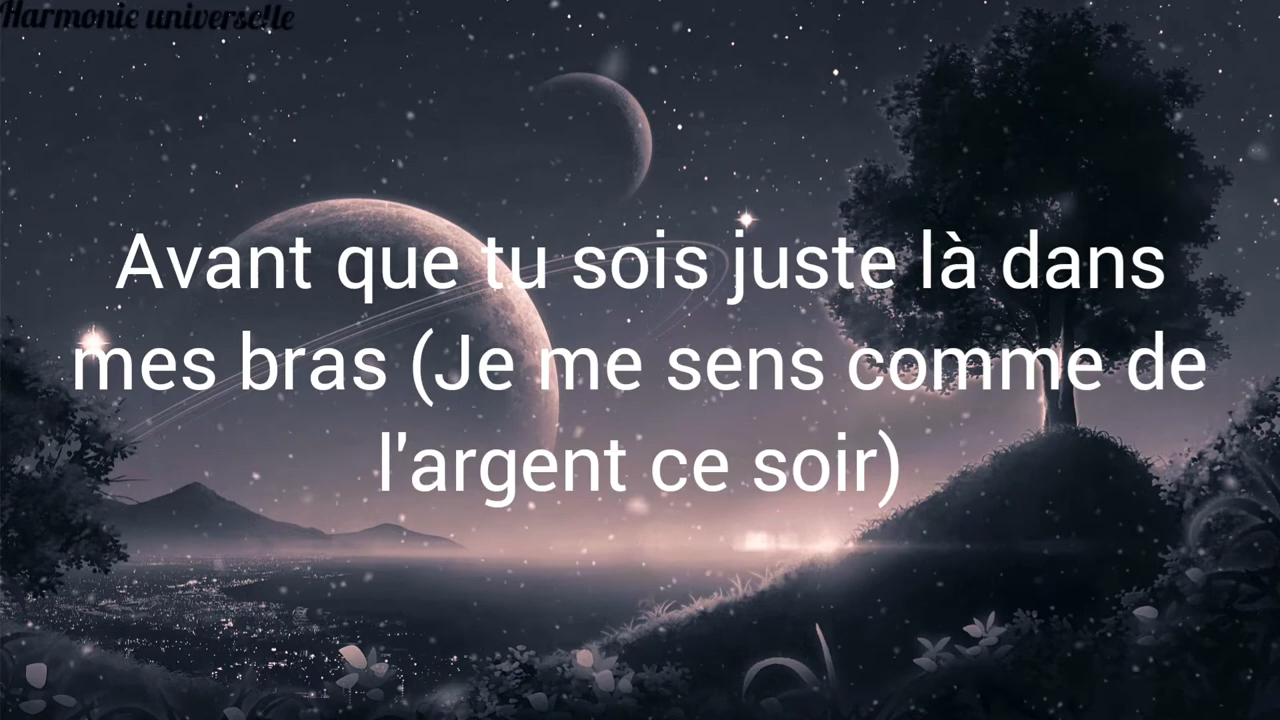 Harmonie universelle
Avant que tu sois juste là dans
mes bras (Je me sens comme de
l'argent ce soir)